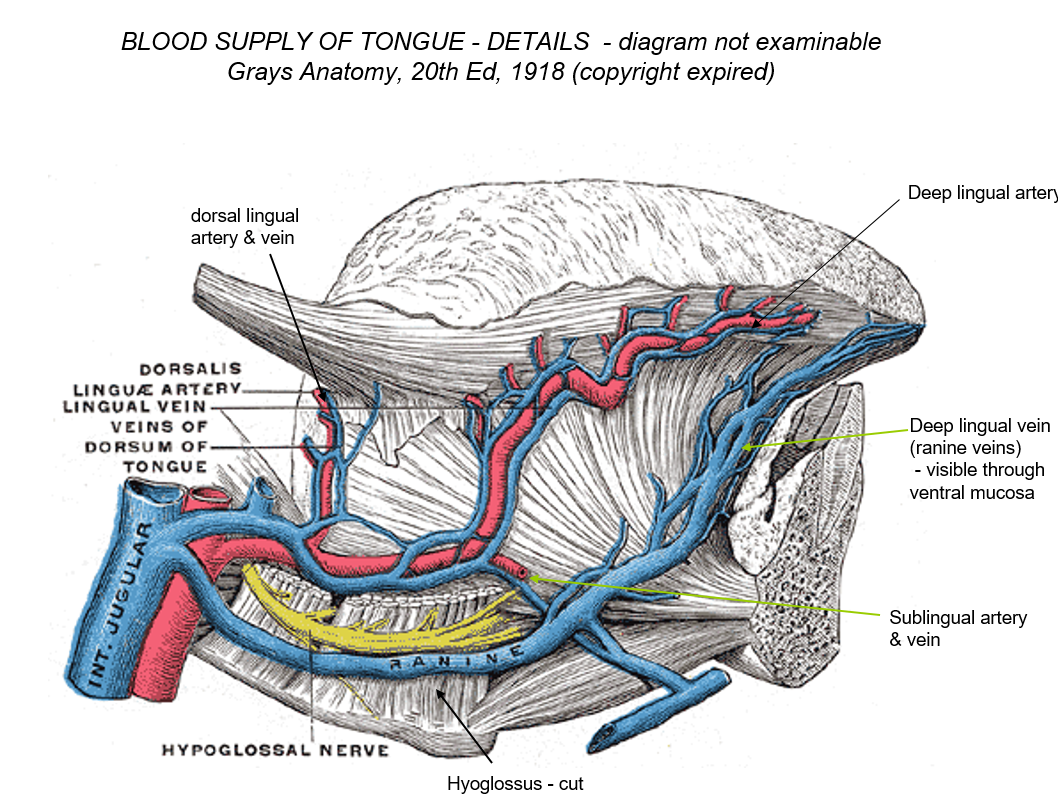 BLOOD SUPPLY OF TONGUE - DETAILS - diagram not examinable
Grays Anatomy, 20th Ed, 1918 (copyright expired)
Deep lingual artery
dorsal lingual
artery & vein
DORSALIS
LINGUÆ ARTERY
LINGUAL VEIN
VEINS OF
DORSUM OF
TONGUE
Deep lingual vein
(ranine veins)
- visible through
ventral mucosa
INT. JUGULAR
Sublingual artery
& vein
RANINE
HYPOGLOSSAL NERVE
Hyoglossus - cut